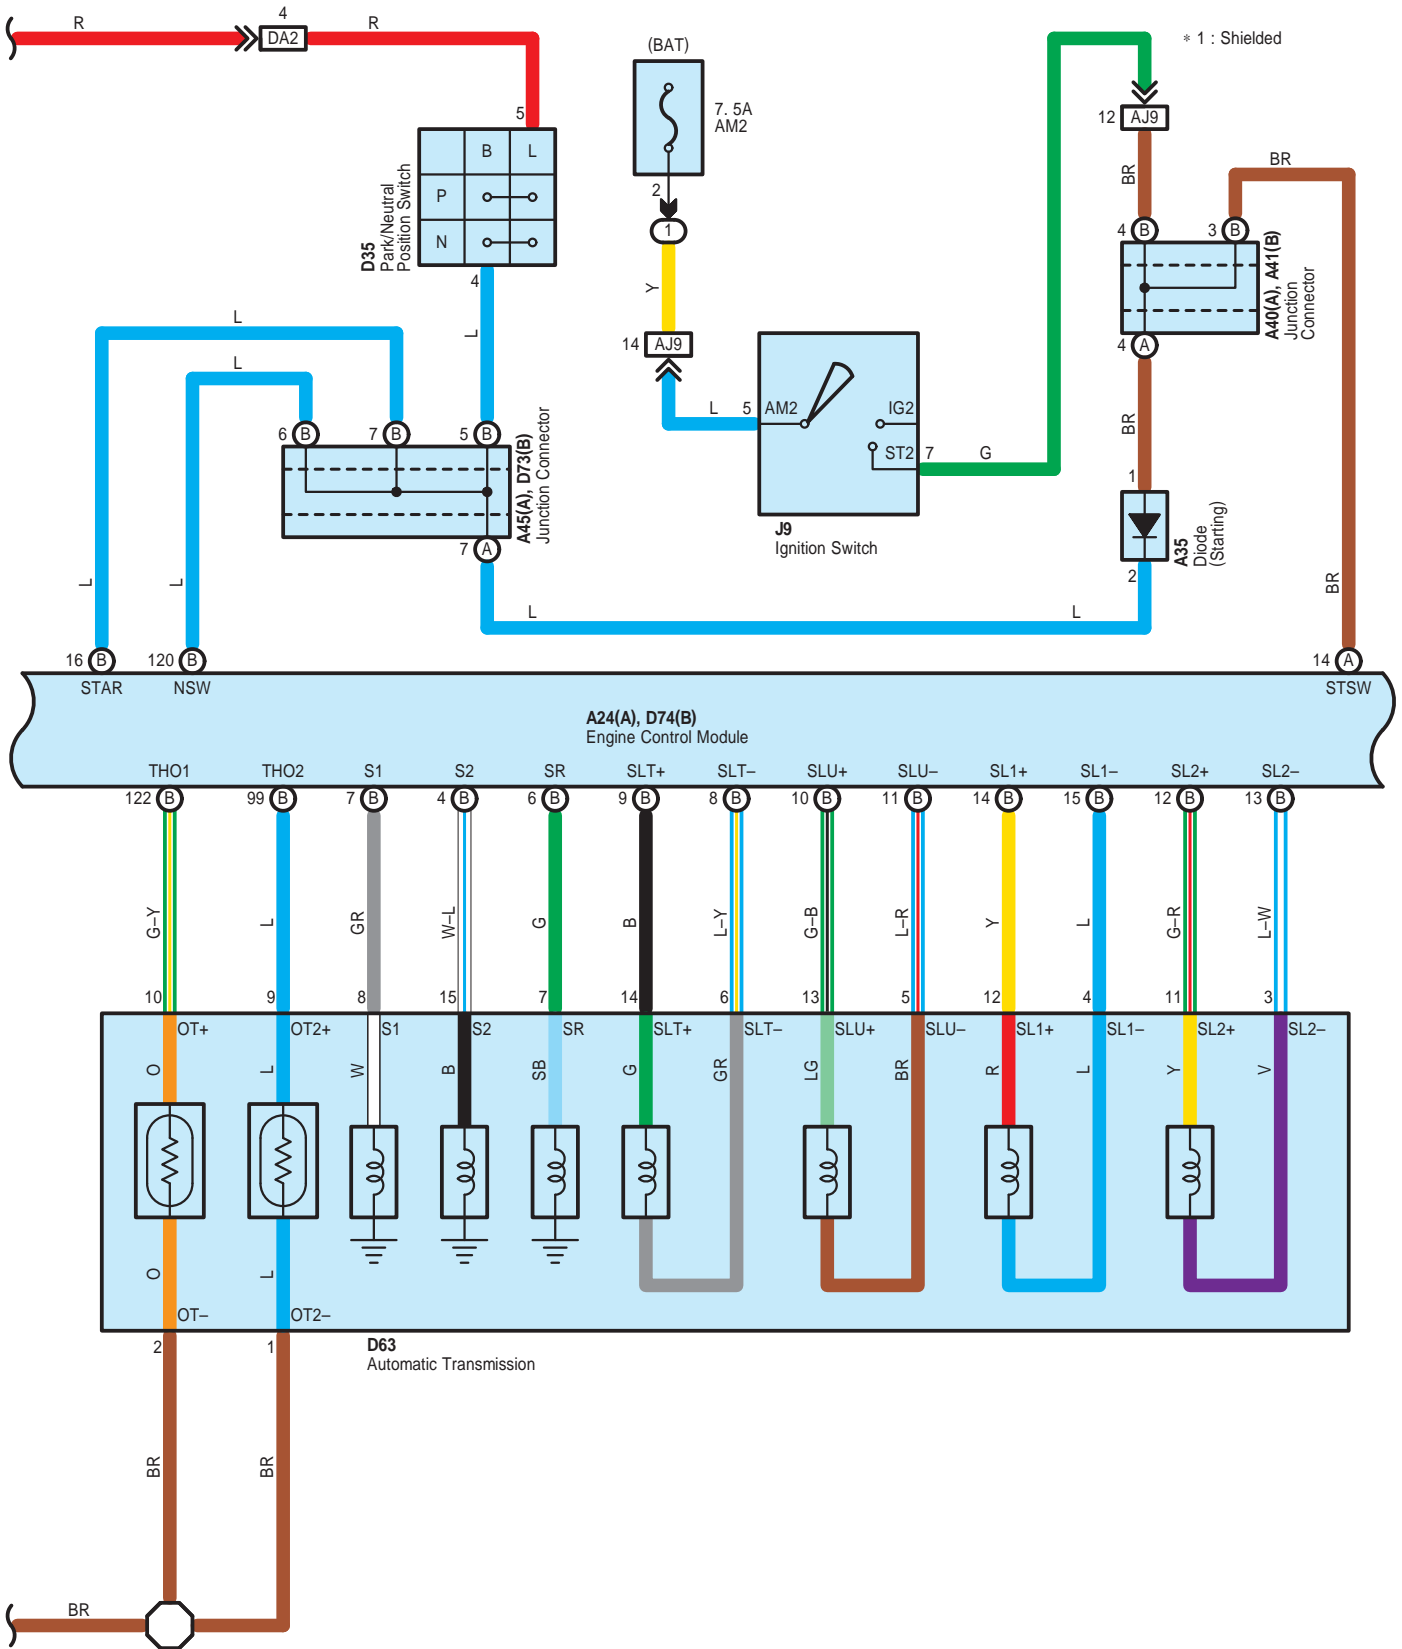 R
4
DA2
R
(BAT)
* 1 : Shielded
7. 5A
AM2
5
B
L
P
N
D35
Park/Neutral
Position Switch
4
L
2
1
Y
14
AJ9
L
5
AM2
IG2
ST2
7
G
J9
Ignition Switch
12
AJ9
BR
BR
4
B
3
B
A40(A), A41(B)
Junction
Connector
4
A
BR
1
A35
Diode
(Starting)
2
BR
L
L
6
B
7
B
5
B
A45(A), D73(B)
Junction Connector
7
A
L
L
L
L
16
B
120
B
14
A
STAR
NSW
STSW
A24(A), D74(B)
Engine Control Module
THO1
THO2
S1
S2
SR
SLT+
SLT–
SLU+
SLU–
SL1+
SL1–
SL2+
SL2–
122
B
99
B
7
B
4
B
6
B
9
B
8
B
10
B
11
B
14
B
15
B
12
B
13
B
G–Y
L
GR
W–L
G
B
L–Y
G–B
L–R
Y
L
G–R
L–W
10
9
8
15
7
14
6
13
5
12
4
11
3
OT+
OT2+
S1
S2
SR
SLT+
SLT–
SLU+
SLU–
SL1+
SL1–
SL2+
SL2–
O
L
W
B
SB
G
GR
LG
BR
R
L
Y
V
O
L
OT–
OT2–
2
1
D63
Automatic Transmission
BR
BR
BR